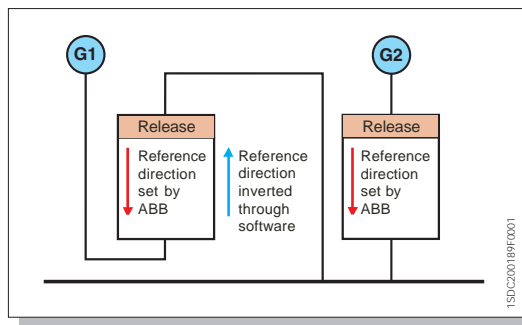 G1
G2
Release
Reference
direction
set by
ABB
Reference
direction
inverted
through
software
Release
Reference
direction
set by
ABB
1SDC200189F0001